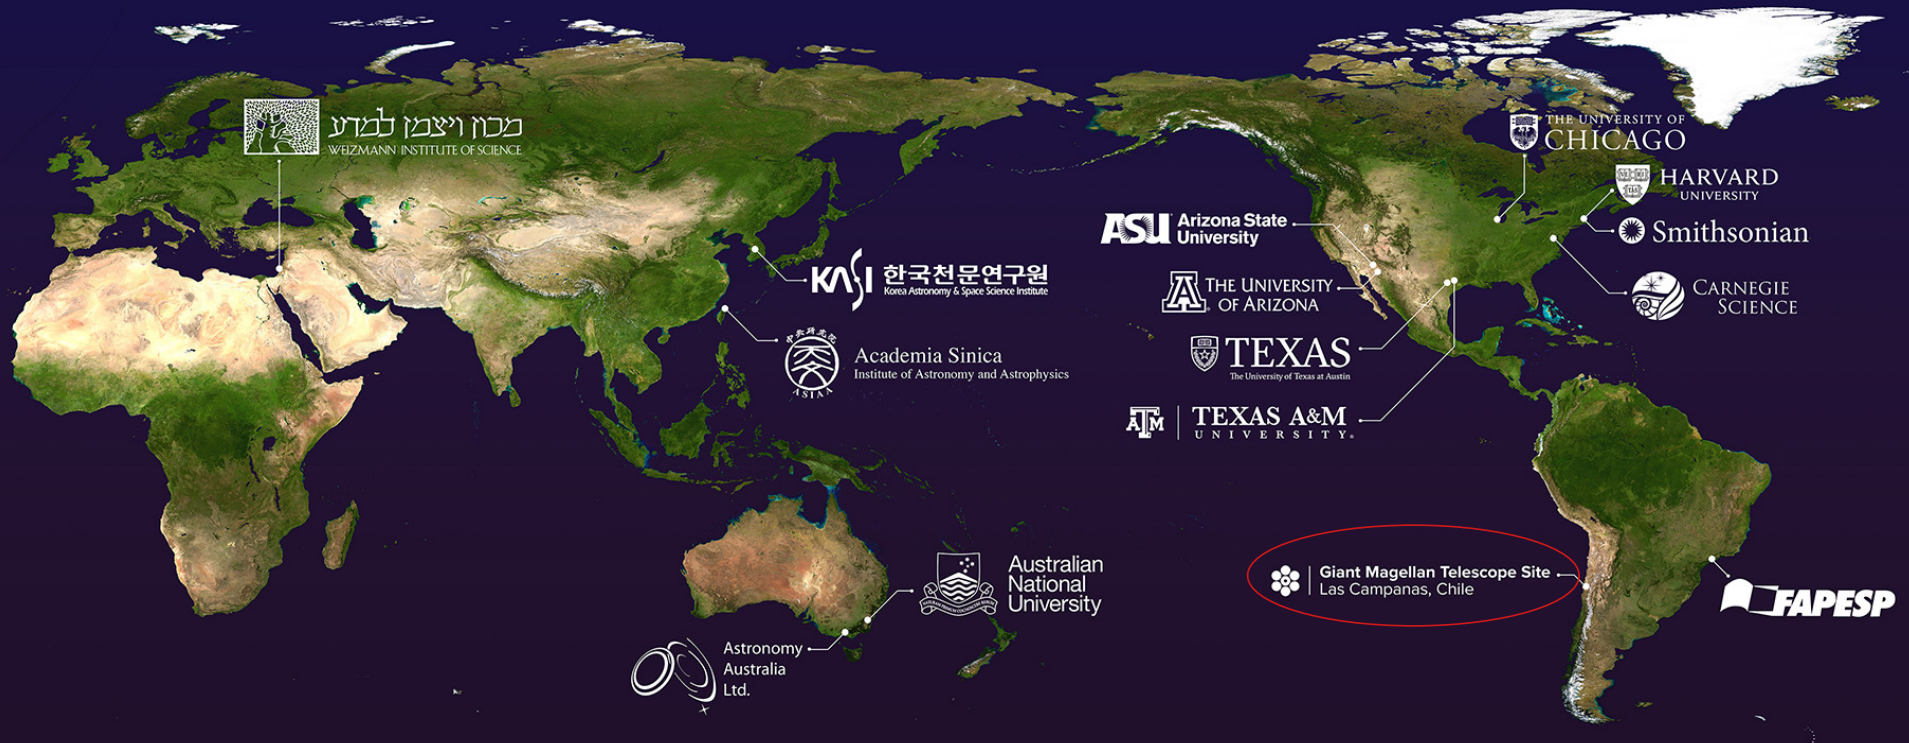 מכון ויצמן למדע
WEIZMANN INSTITUTE OF SCIENCE
THE UNIVERSITY OF
CHICAGO
HARVARD
UNIVERSITY
Smithsonian
CARNEGIE
SCIENCE
ASU Arizona State
University
THE UNIVERSITY
OF ARIZONA
TEXAS
The University of Texas at Austin
ATM
TEXAS A&M
UNIVERSITY
KASI 한국천문연구원
Korea Astronomy & Space Science Institute
ASIAA
Academia Sinica
Institute of Astronomy and Astrophysics
Australian
National
University
Astronomy
Australia
Ltd.
Giant Magellan Telescope Site
Las Campanas, Chile
FAPESP